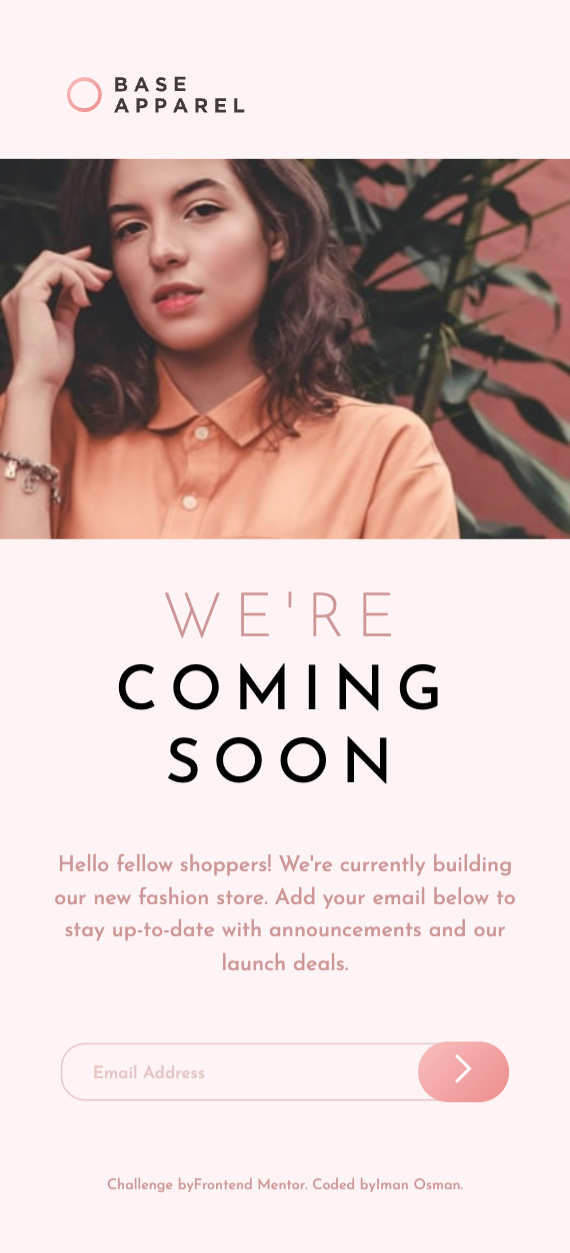 BASE
APPAREL
WE'RE
COMING
SOON
Hello fellow shoppers! We're currently building
our new fashion store. Add your email below to
stay up-to-date with announcements and our
launch deals.
Email Address
Challenge byFrontend Mentor. Coded byIman Osman.